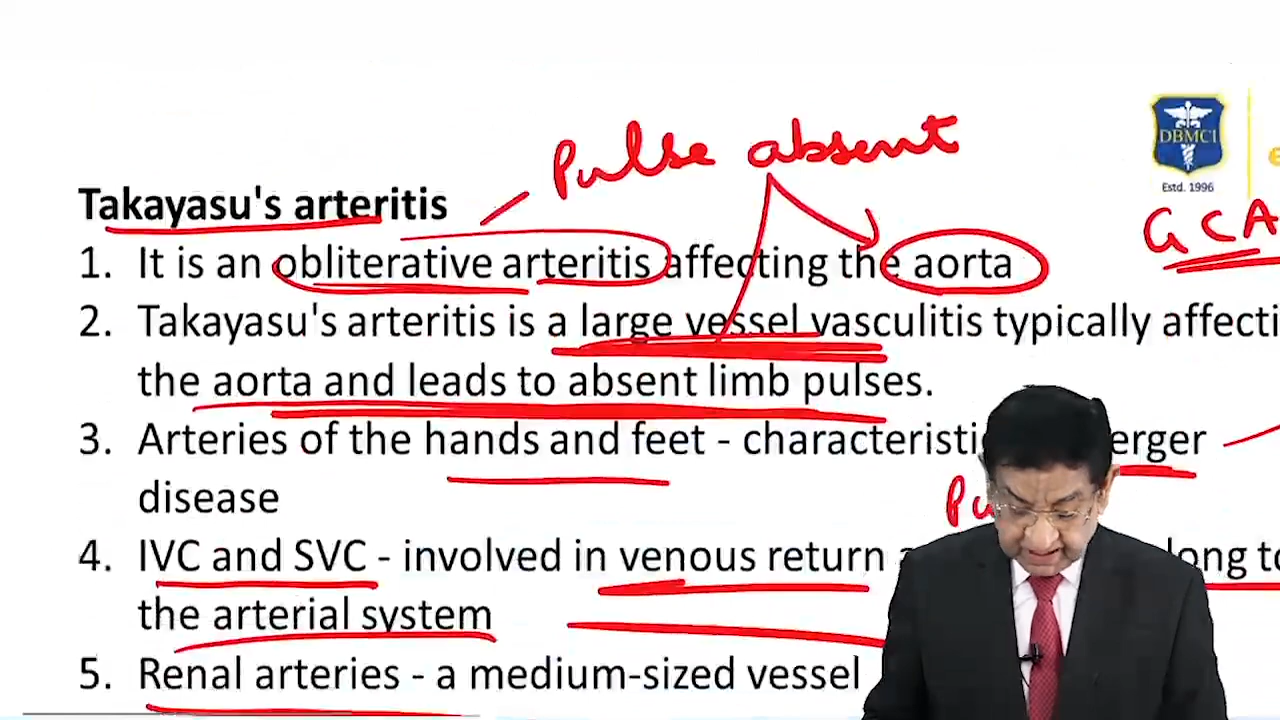 Pulse absent
DBMCI
Estd. 1996
GCA
Takayasu's arteritis
1. It is an obliterative arteritis affecting the aorta
2. Takayasu's arteritis is a large vessel vasculitis typically affecti
the aorta and leads to absent limb pulses.
3. Arteries of the hands and feet - characteristi erger
disease
4. IVC and SVC - involved in venous return ong to
the arterial system
5. Renal arteries - a medium-sized vessel